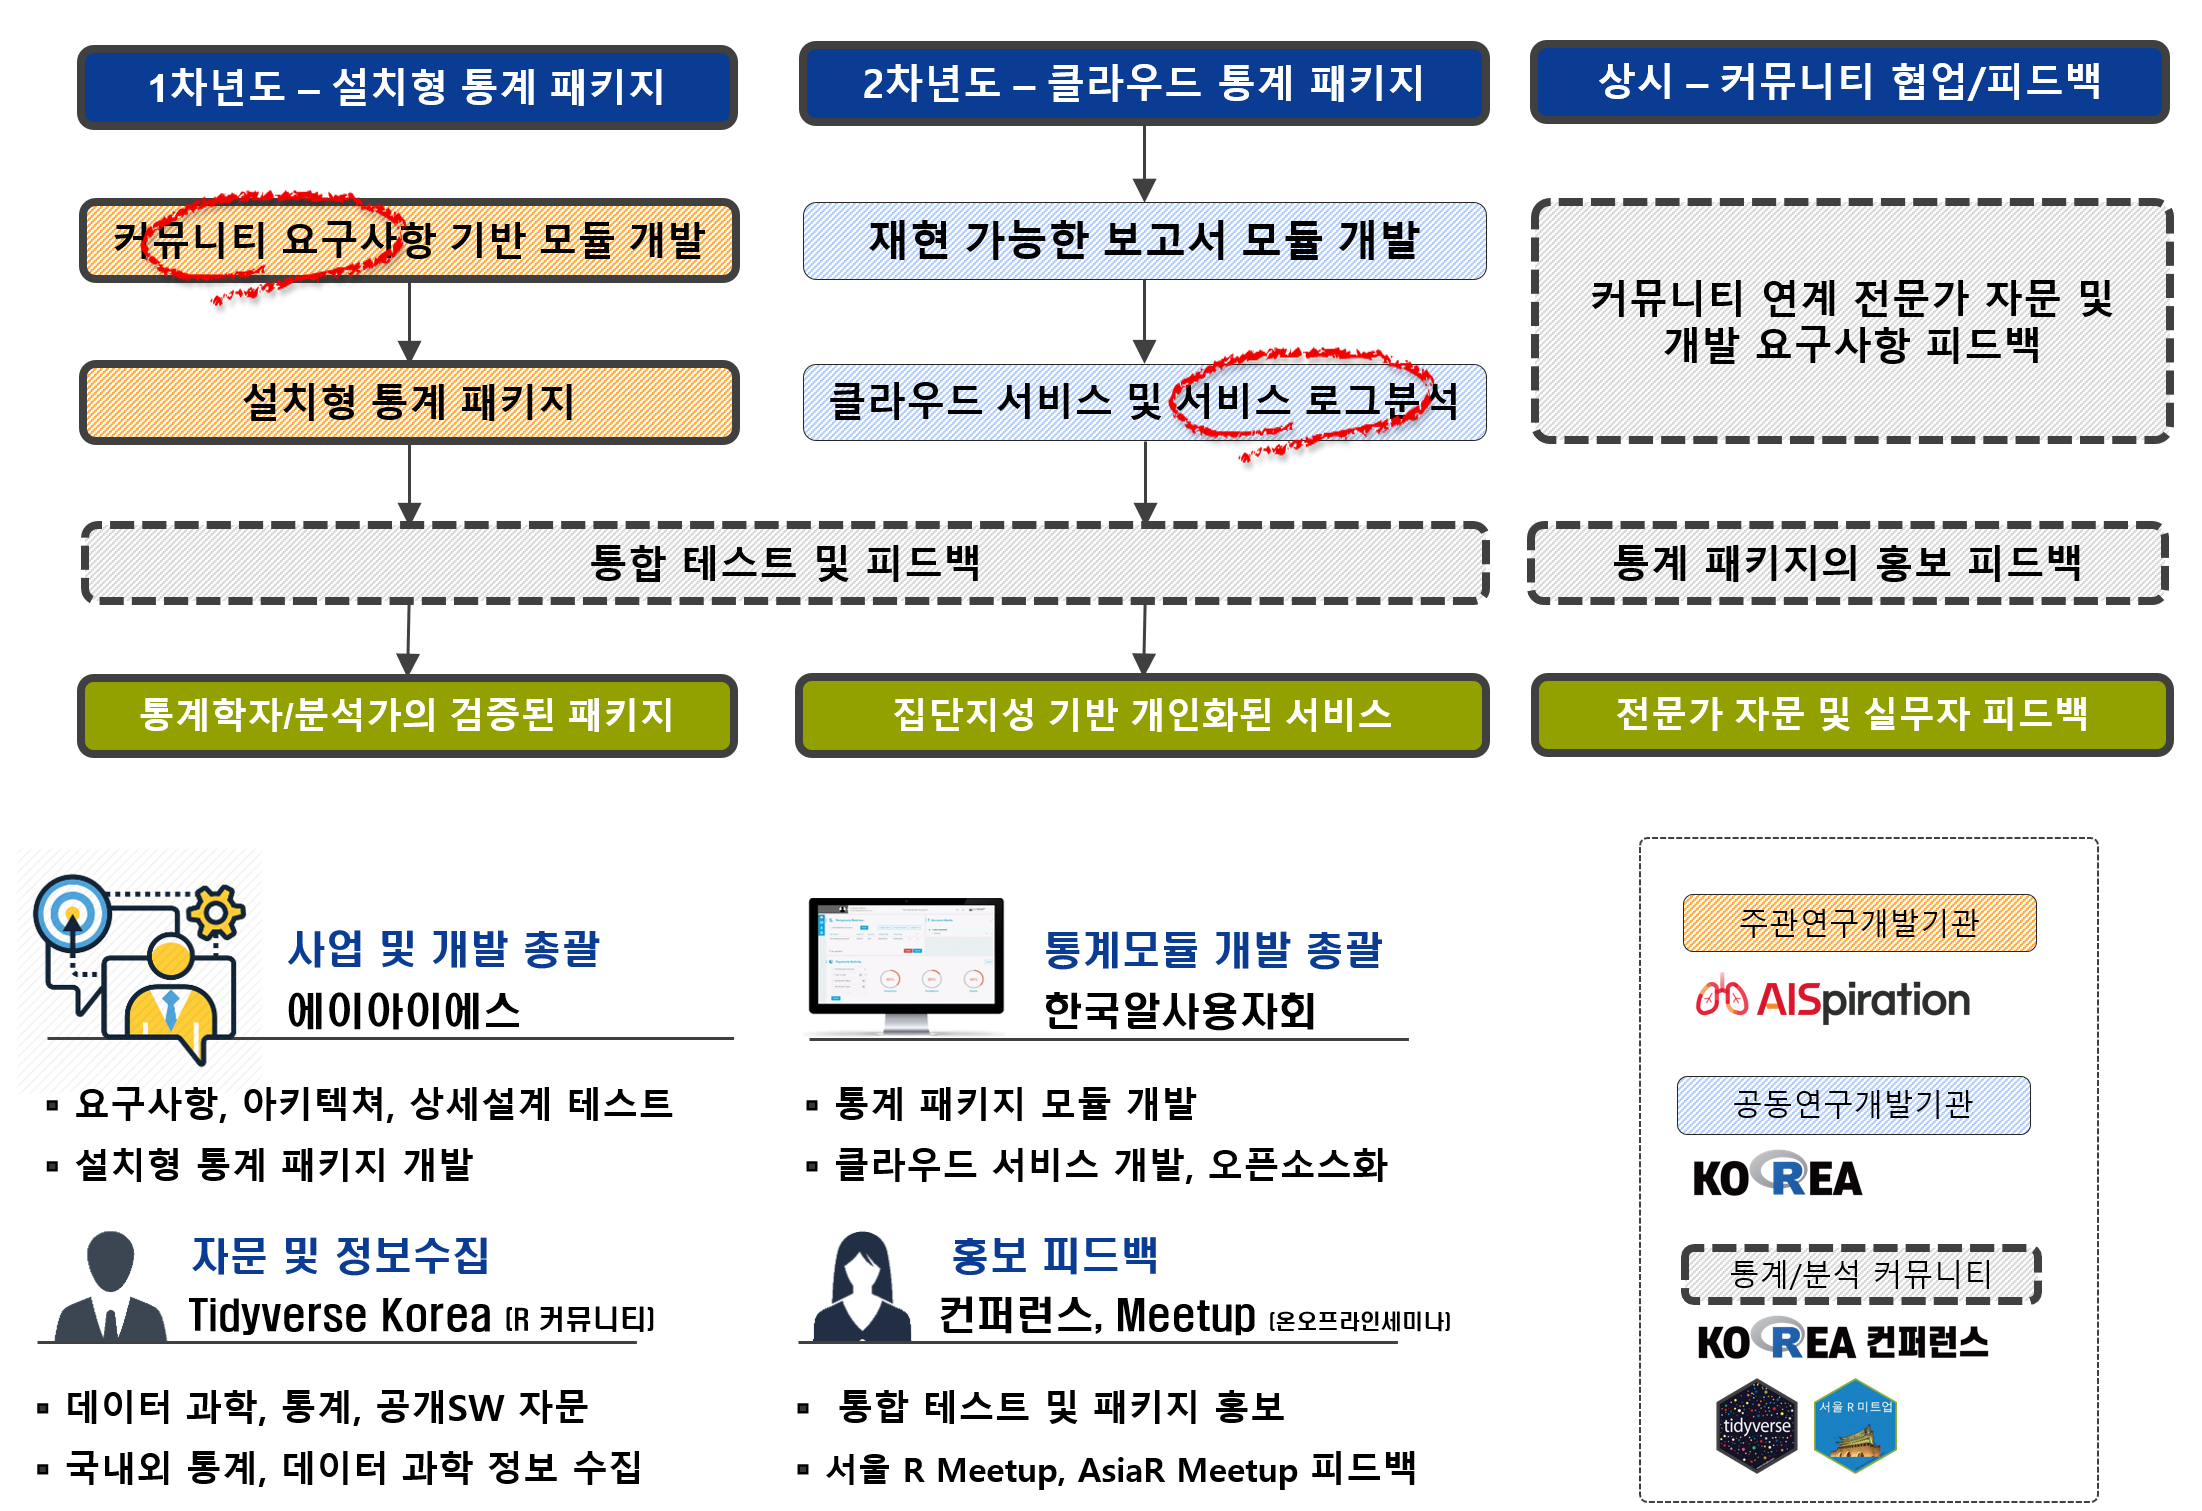 1차년도 – 설치형 통계 패키지
2차년도 – 클라우드 통계 패키지
상시 – 커뮤니티 협업/피드백
커뮤니티 요구사항 기반 모듈 개발
재현 가능한 보고서 모듈 개발
커뮤니티 연계 전문가 자문 및
개발 요구사항 피드백
설치형 통계 패키지
클라우드 서비스 및 서비스 로그분석
통합 테스트 및 피드백
통계 패키지의 홍보 피드백
통계학자/분석가의 검증된 패키지
집단지성 기반 개인화된 서비스
전문가 자문 및 실무자 피드백
사업 및 개발 총괄
에이아이에스
▪ 요구사항, 아키텍쳐, 상세설계 테스트
▪ 설치형 통계 패키지 개발
통계모듈 개발 총괄
한국알사용자회
▪ 통계 패키지 모듈 개발
▪ 클라우드 서비스 개발, 오픈소스화
자문 및 정보수집
Tidyverse Korea (R 커뮤니티)
▪ 데이터 과학, 통계, 공개SW 자문
▪ 국내외 통계, 데이터 과학 정보 수집
홍보 피드백
컨퍼런스, Meetup (온오프라인세미나)
▪ 통합 테스트 및 패키지 홍보
▪ 서울 R Meetup, AsiaR Meetup 피드백
주관연구개발기관
AISpiration
공동연구개발기관
KOREA
통계/분석 커뮤니티
KOREA 컨퍼런스
tidyverse
서울 R 미트업